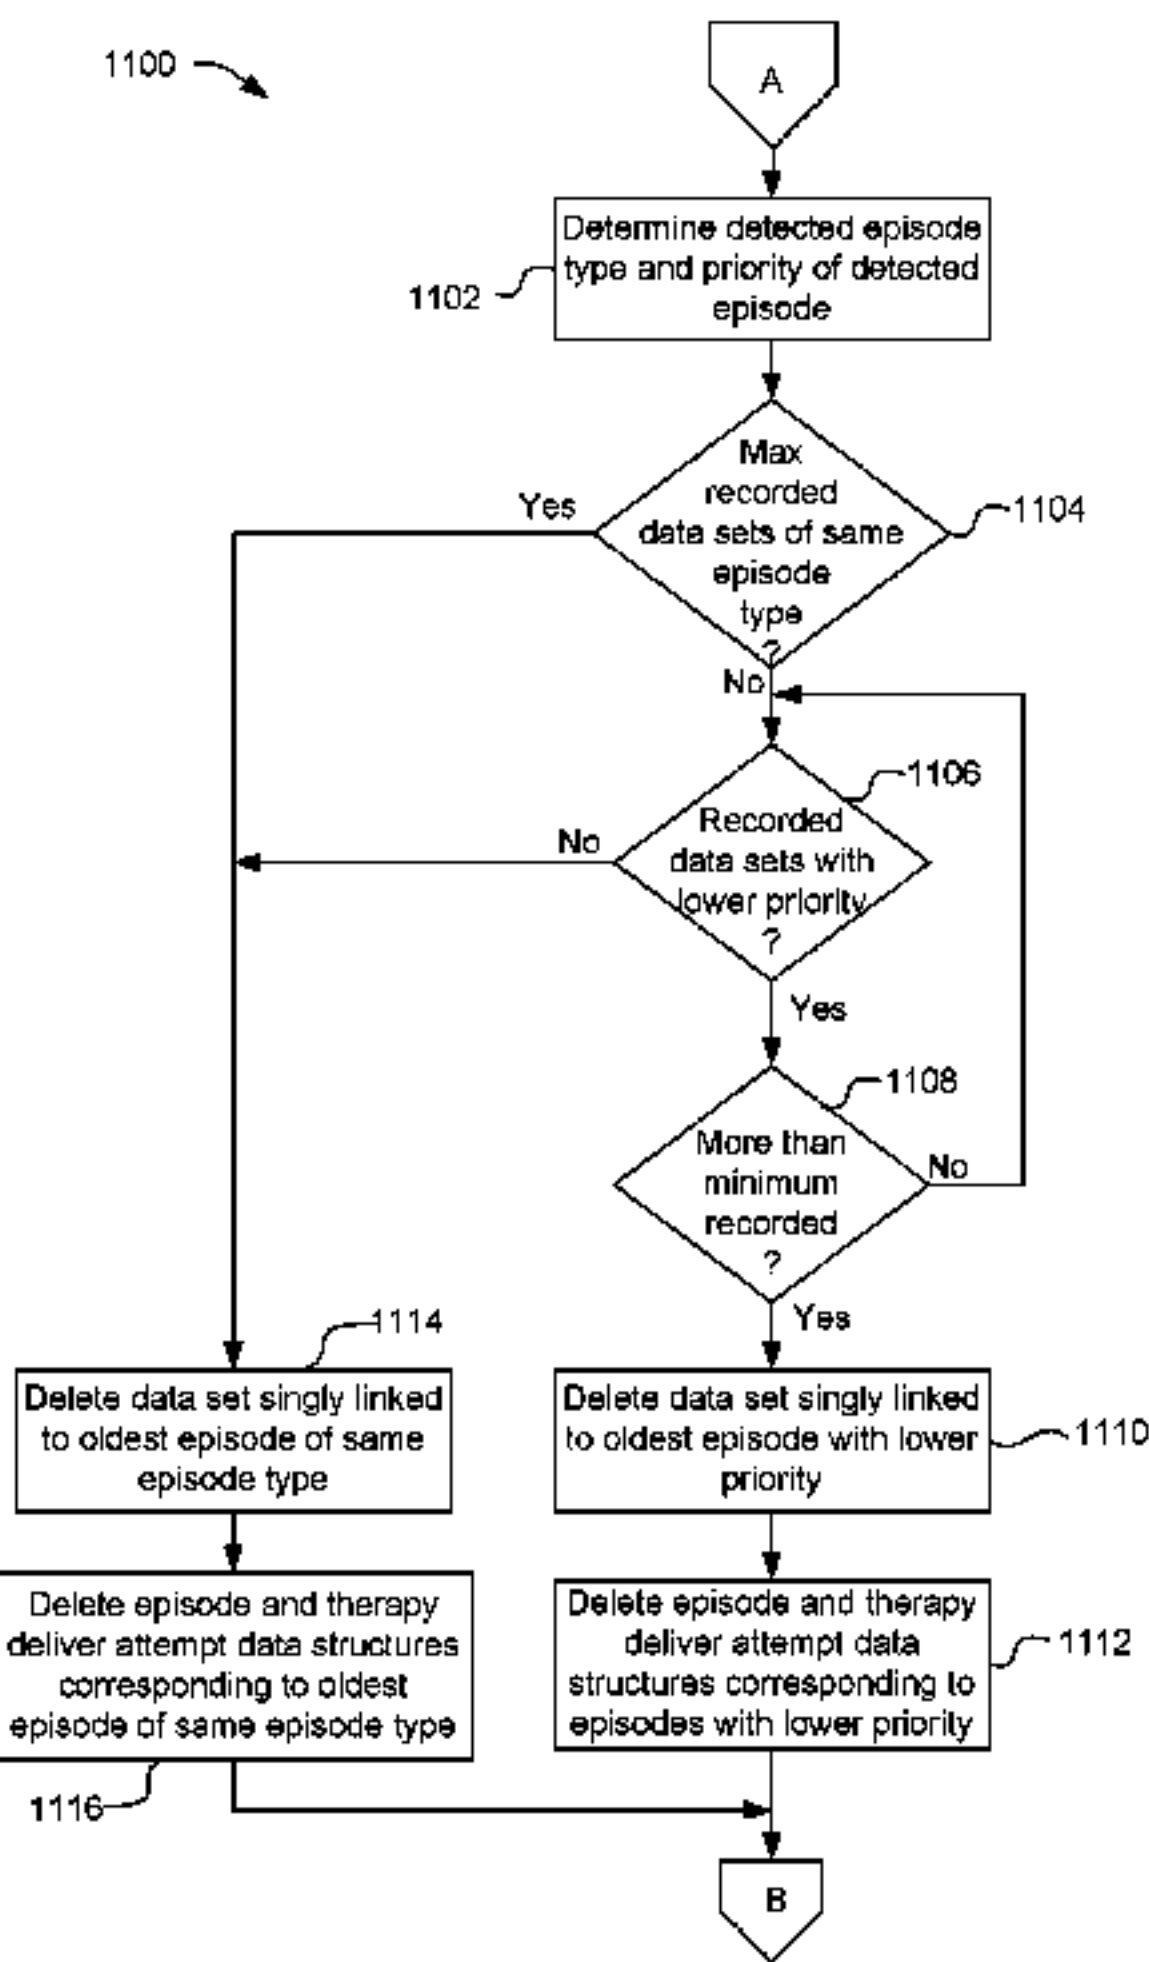 1100
A
Determine detected episode
type and priority of detected
episode
1102
Max
recorded
data sets of same
episode
type
?
1104
Yes
No
1106
Recorded
data sets with
lower priority
?
No
Yes
1108
More than
minimum
recorded
?
No
Yes
1114
Delete data set singly linked
to oldest episode of same
episode type
Delete data set singly linked
to oldest episode with lower
priority
1110
Delete episode and therapy
deliver attempt data structures
corresponding to oldest
episode of same episode type
Delete episode and therapy
deliver attempt data
structures corresponding to
episodes with lower priority
1112
1116
B